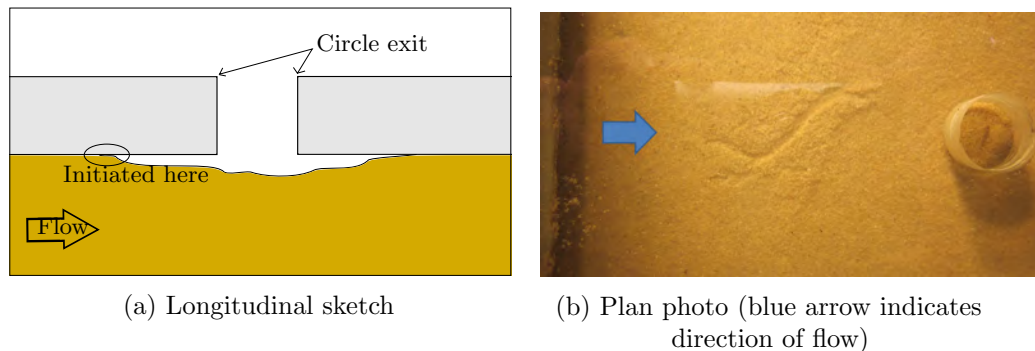 Circle exit
Initiated here
Flow
(a) Longitudinal sketch
(b) Plan photo (blue arrow indicates
direction of flow)